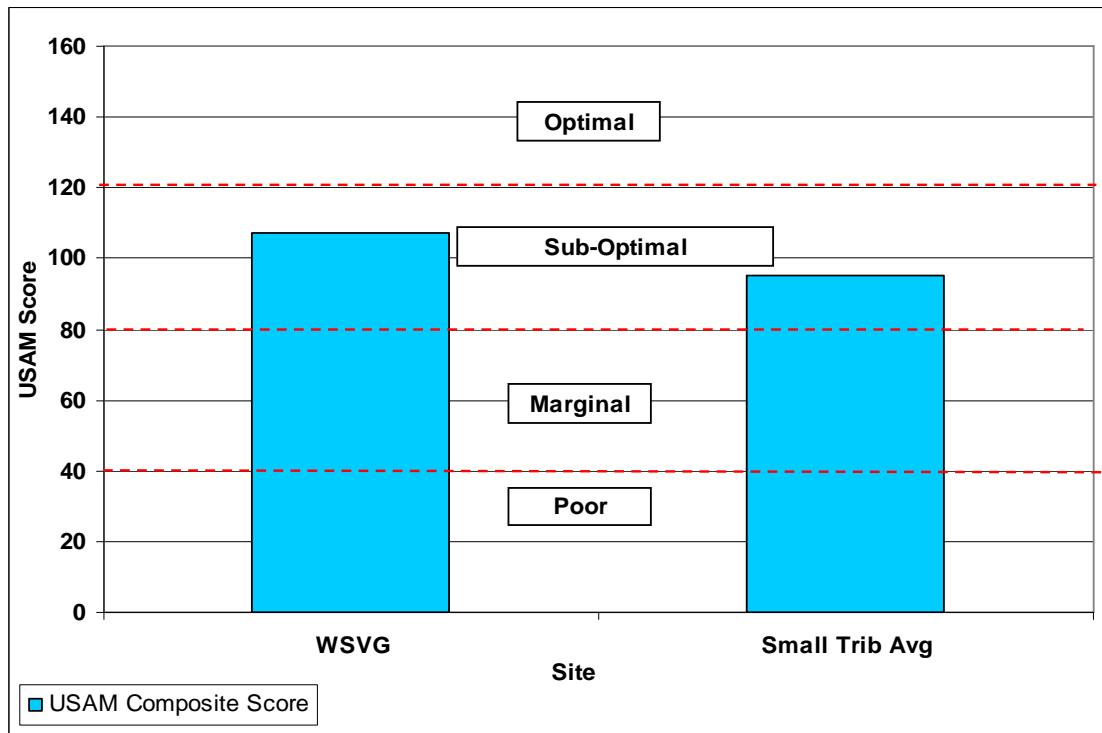 160
140
120
100
80
60
40
20
0
USAM Score
Optimal
Sub-Optimal
Marginal
Poor
WSVG
Small Trib Avg
Site
USAM Composite Score